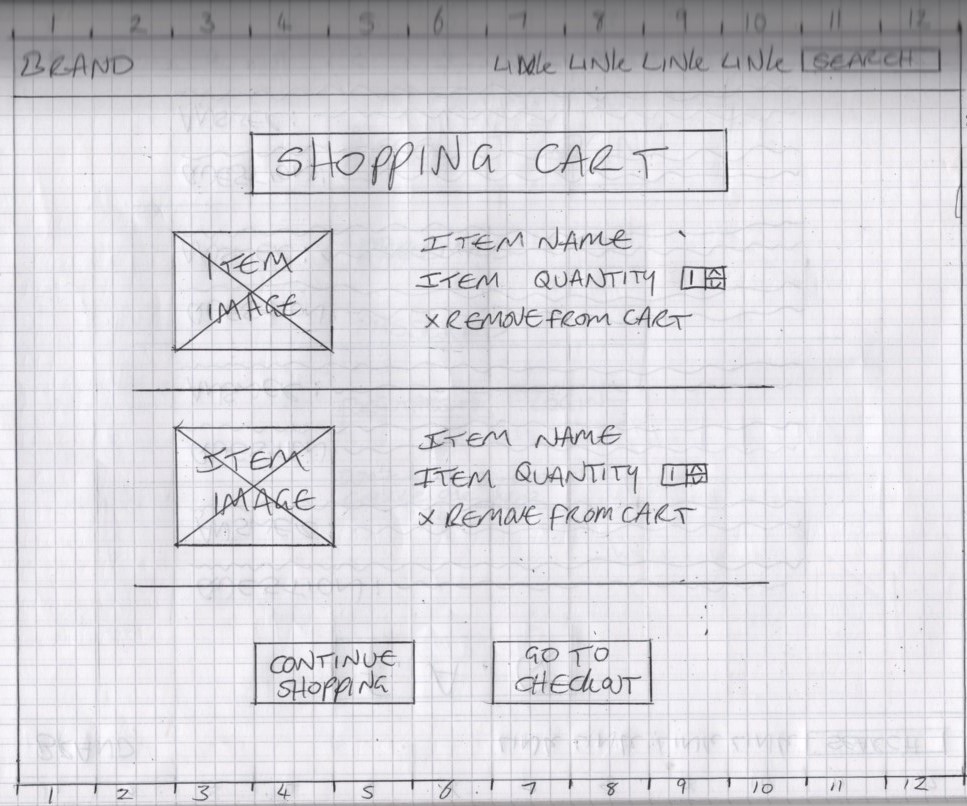 1 2 3 4 5 6 7 8 9 10 11 12
BRAND LINK LINK LINK LINK SEARCH
SHOPPING CART
ITEM
IMAGE
ITEM NAME
ITEM QUANTITY 1
X REMOVE FROM CART
ITEM
IMAGE
ITEM NAME
ITEM QUANTITY 1
X REMOVE FROM CART
CONTINUE
SHOPPING
GO TO
CHECKOUT
1 2 3 4 5 6 7 8 9 10 11 12